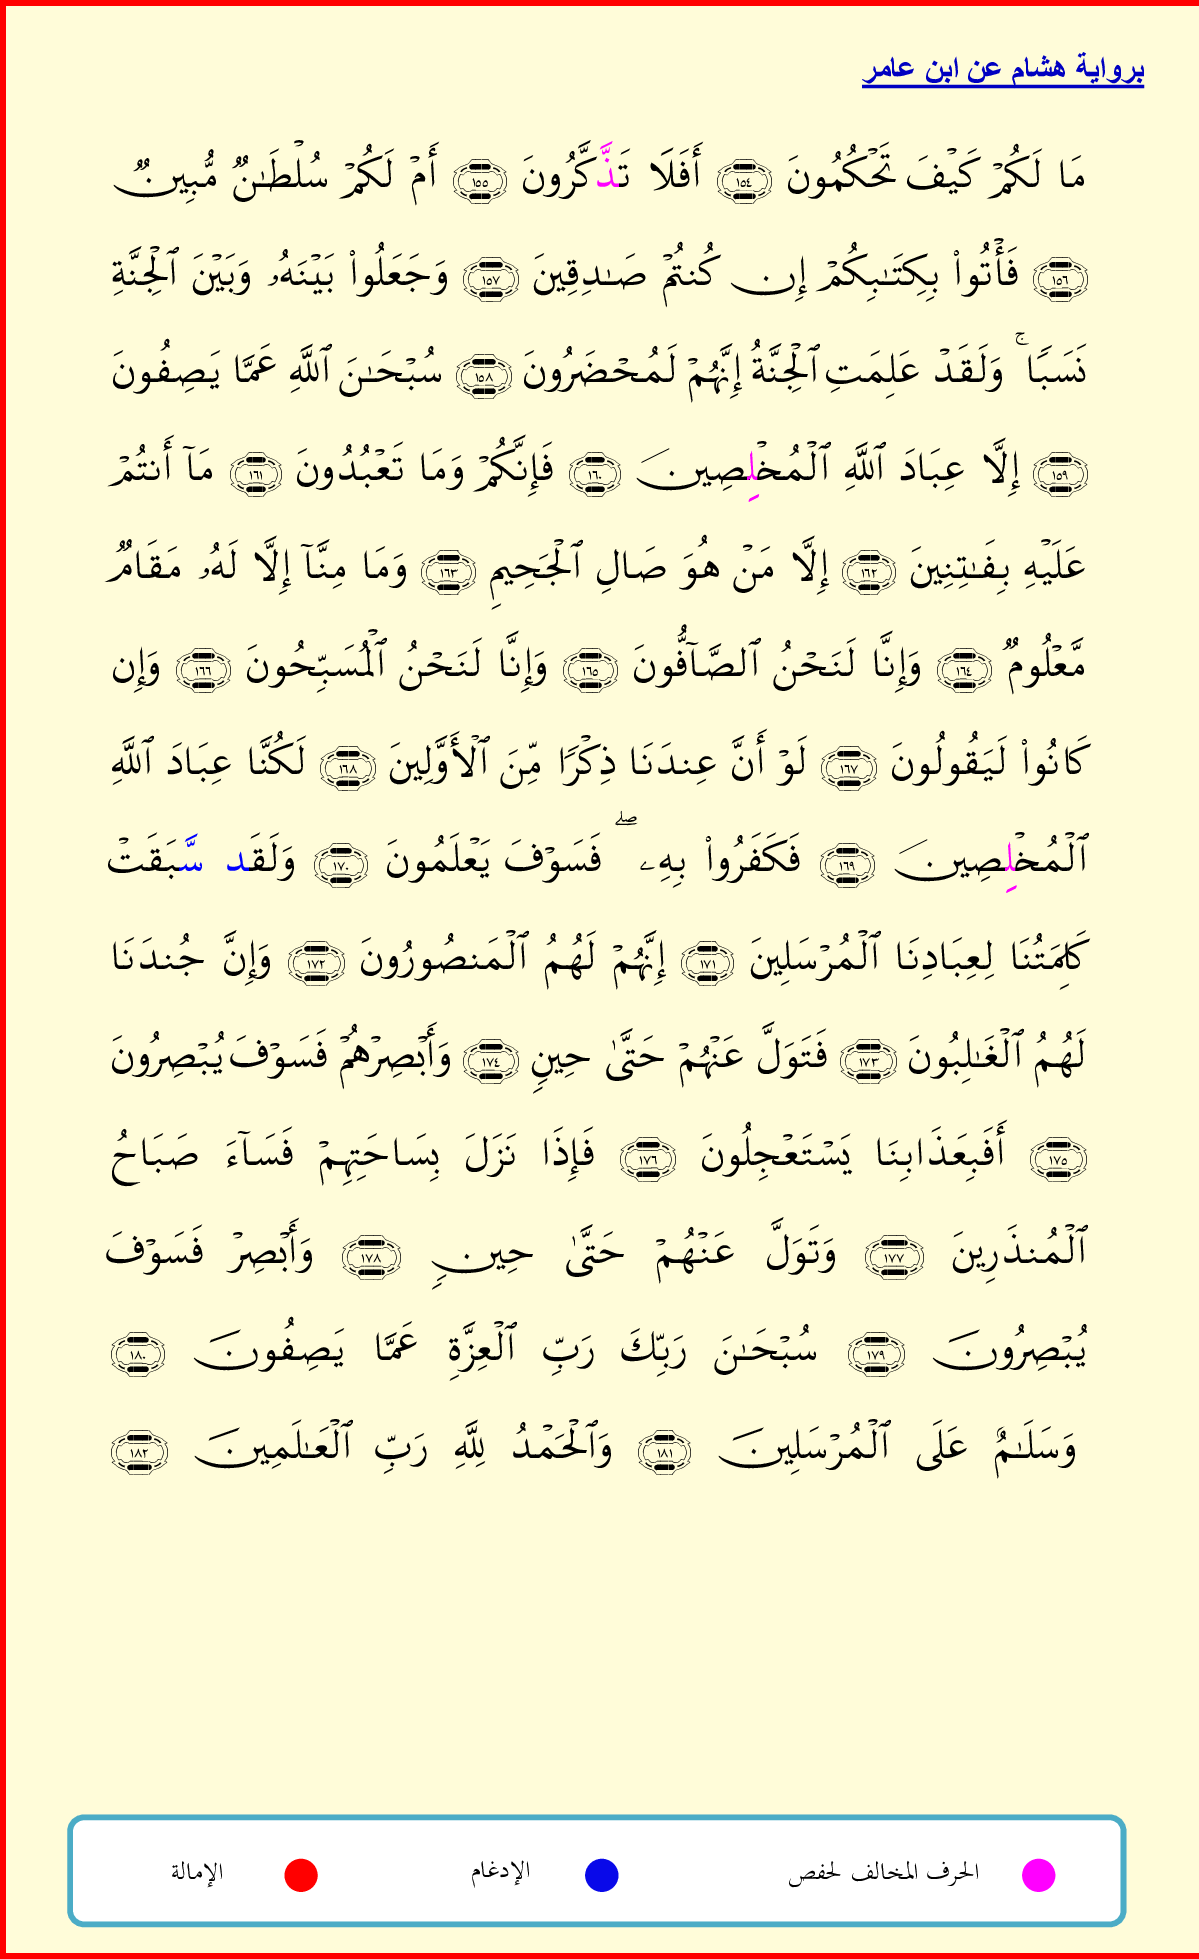 برواية هشام عن ابن عامر
مَا لَكُمۡ كَيۡفَ تَحۡكُمُونَ ١٥٤ أَفَلَا تَذَّكَّرُونَ ١٥٥ أَمۡ لَكُمۡ سُلۡطَٰنٞ مُّبِينٞ
١٥٦ فَأۡتُواْ بِكِتَٰبِكُمۡ إِن كُنتُمۡ صَٰدِقِينَ ١٥٧ وَجَعَلُواْ بَيۡنَهُۥ وَبَيۡنَ ٱلۡجِنَّةِ
نَسَبٗاۚ وَلَقَدۡ عَلِمَتِ ٱلۡجِنَّةُ إِنَّهُمۡ لَمُحۡضَرُونَ ١٥٨ سُبۡحَٰنَ ٱللَّهِ عَمَّا يَصِفُونَ
١٥٩ إِلَّا عِبَادَ ٱللَّهِ ٱلۡمُخۡلِصِينَ ١٦٠ فَإِنَّكُمۡ وَمَا تَعۡبُدُونَ ١٦١ مَآ أَنتُمۡ
عَلَيۡهِ بِفَٰتِنِينَ ١٦٢ إِلَّا مَنۡ هُوَ صَالِ ٱلۡجَحِيمِ ١٦٣ وَمَا مِنَّآ إِلَّا لَهُۥ مَقَامٞ
مَّعۡلُومٞ ١٦٤ وَإِنَّا لَنَحۡنُ ٱلصَّآفُّونَ ١٦٥ وَإِنَّا لَنَحۡنُ ٱلۡمُسَبِّحُونَ ١٦٦ وَإِن
كَانُواْ لَيَقُولُونَ ١٦٧ لَوۡ أَنَّ عِندَنَا ذِكۡرٗا مِّنَ ٱلۡأَوَّلِينَ ١٦٨ لَكُنَّا عِبَادَ ٱللَّهِ
ٱلۡمُخۡلِصِينَ ١٦٩ فَكَفَرُواْ بِهِۦۖ فَسَوۡفَ يَعۡلَمُونَ ١٧٠ وَلَقَد سَّبَقَتۡ
كَلِمَتُنَا لِعِبَادِنَا ٱلۡمُرۡسَلِينَ ١٧١ إِنَّهُمۡ لَهُمُ ٱلۡمَنصُورُونَ ١٧٢ وَإِنَّ جُندَنَا
لَهُمُ ٱلۡغَٰلِبُونَ ١٧٣ فَتَوَلَّ عَنۡهُمۡ حَتَّىٰ حِينٖ ١٧٤ وَأَبۡصِرۡهُمۡ فَسَوۡفَ يُبۡصِرُونَ
١٧٥ أَفَبِعَذَابِنَا يَسۡتَعۡجِلُونَ ١٧٦ فَإِذَا نَزَلَ بِسَاحَتِهِمۡ فَسَآءَ صَبَاحُ
ٱلۡمُنذَرِينَ ١٧٧ وَتَوَلَّ عَنۡهُمۡ حَتَّىٰ حِينٖ ١٧٨ وَأَبۡصِرۡ فَسَوۡفَ
يُبۡصِرُونَ ١٧٩ سُبۡحَٰنَ رَبِّكَ رَبِّ ٱلۡعِزَّةِ عَمَّا يَصِفُونَ ١٨٠
وَسَلَٰمٌ عَلَى ٱلۡمُرۡسَلِينَ ١٨١ وَٱلۡحَمۡدُ لِلَّهِ رَبِّ ٱلۡعَٰلَمِينَ ١٨٢
الحرف المخالف لحفص الإدغام الإمالة